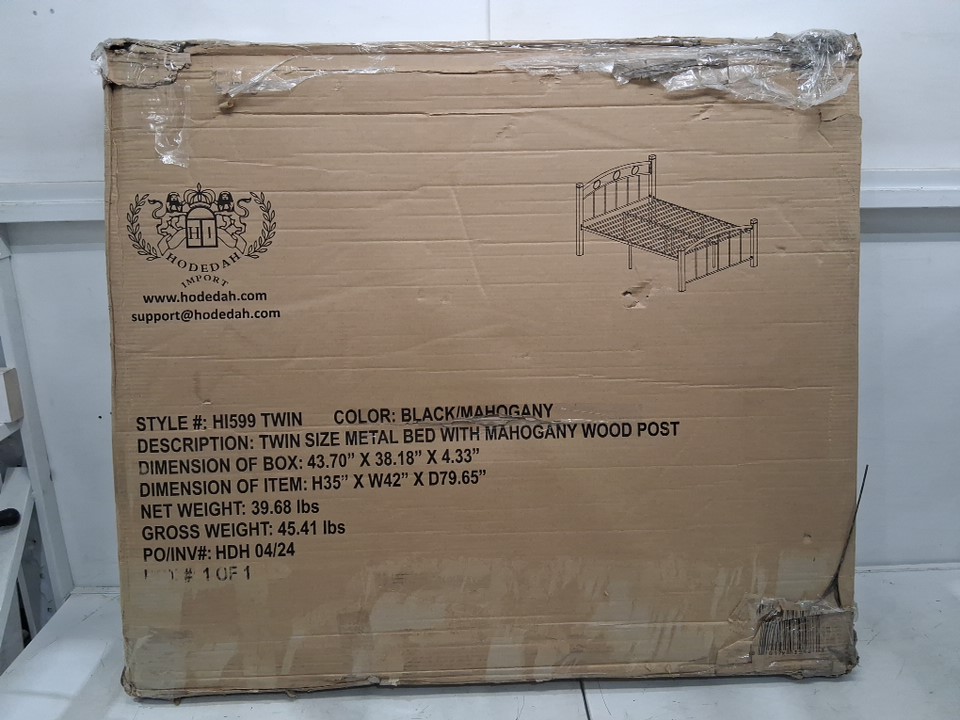 HI
HODEDAH
IMPORT
www.hodedah.com
support@hodedah.com
STYLE #: HI599 TWIN COLOR: BLACK/MAHOGANY
DESCRIPTION: TWIN SIZE METAL BED WITH MAHOGANY WOOD POST
DIMENSION OF BOX: 43.70” X 38.18” X 4.33”
DIMENSION OF ITEM: H35” X W42” X D79.65”
NET WEIGHT: 39.68 lbs
GROSS WEIGHT: 45.41 lbs
PO/INV#: HDH 04/24
# 1 OF 1